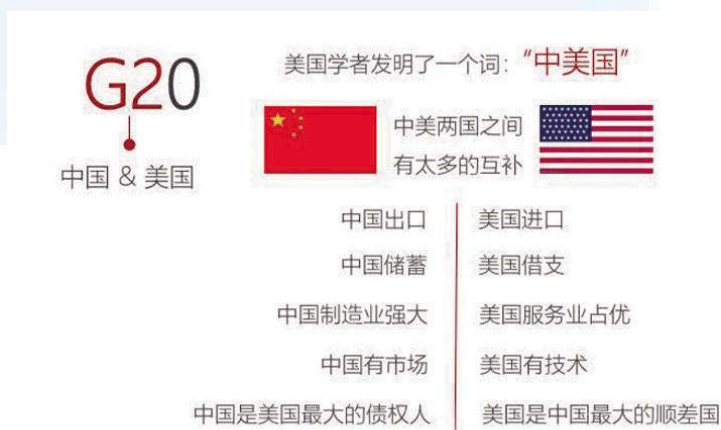 G20
中国 & 美国
美国学者发明了一个词：“中美国”
中美两国之间
有太多的互补
中国出口 美国进口
中国储蓄 美国借支
中国制造业强大 美国服务业占优
中国有市场 美国有技术
中国是美国最大的债权人 美国是中国最大的顺差国